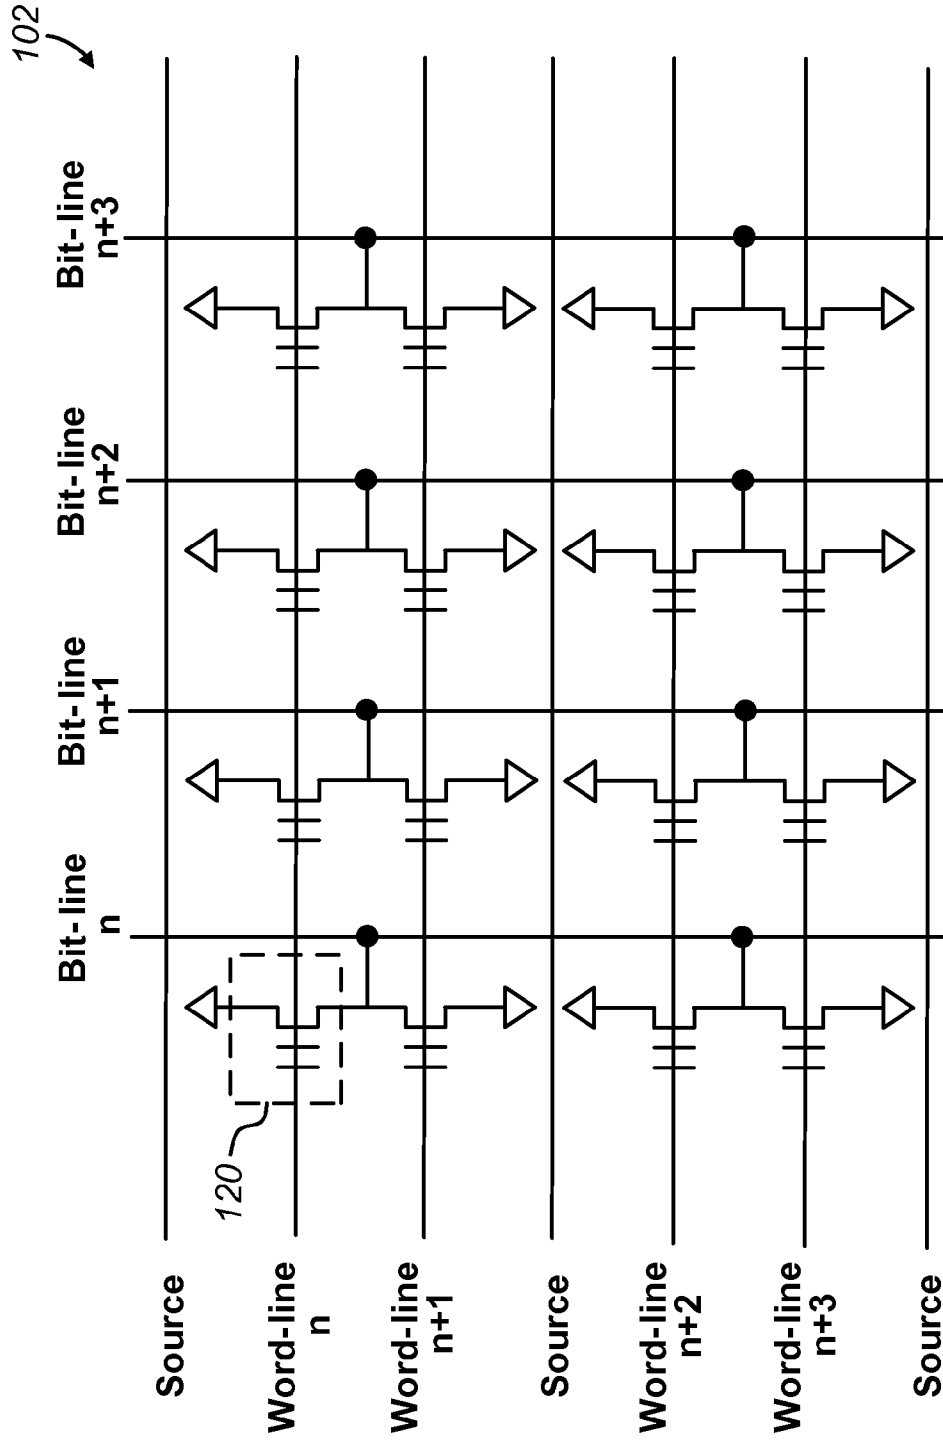 102
Bit-line
n
Bit-line
n+1
Bit-line
n+2
Bit-line
n+3
Source
Word-line
n
120
Word-line
n+1
Source
Word-line
n+2
Word-line
n+3
Source